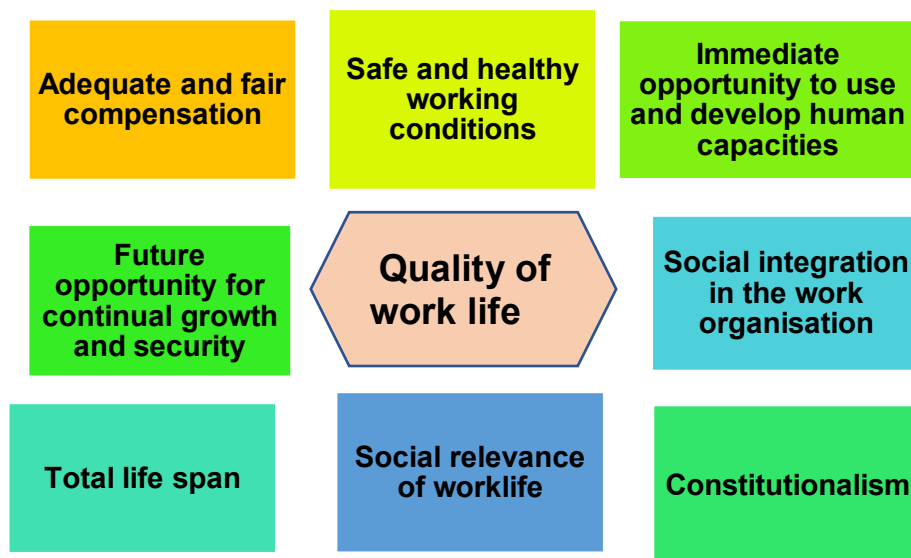 Adequate and fair
compensation
Safe and healthy
working
conditions
Immediate
opportunity to use
and develop human
capacities
Future
opportunity for
continual growth
and security
Quality of
work life
Social integration
in the work
organisation
Total life span
Social relevance
of worklife
Constitutionalism